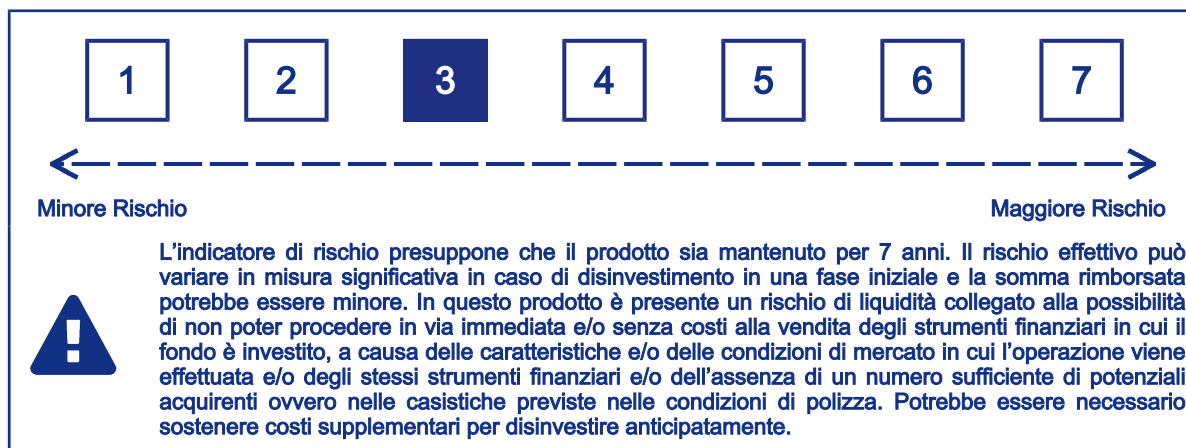 1 2 3 4 5 6 7
Minore Rischio Maggiore Rischio
L'indicatore di rischio presuppone che il prodotto sia mantenuto per 7 anni. Il rischio effettivo può
variare in misura significativa in caso di disinvestimento in una fase iniziale e la somma rimborsata
potrebbe essere minore. In questo prodotto è presente un rischio di liquidità collegato alla possibilità
di non poter procedere in via immediata e/o senza costi alla vendita degli strumenti finanziari in cui il
fondo è investito, a causa delle caratteristiche e/o delle condizioni di mercato in cui l'operazione viene
effettuata e/o degli stessi strumenti finanziari e/o dell'assenza di un numero sufficiente di potenziali
acquirenti ovvero nelle casistiche previste nelle condizioni di polizza. Potrebbe essere necessario
sostenere costi supplementari per disinvestire anticipatamente.